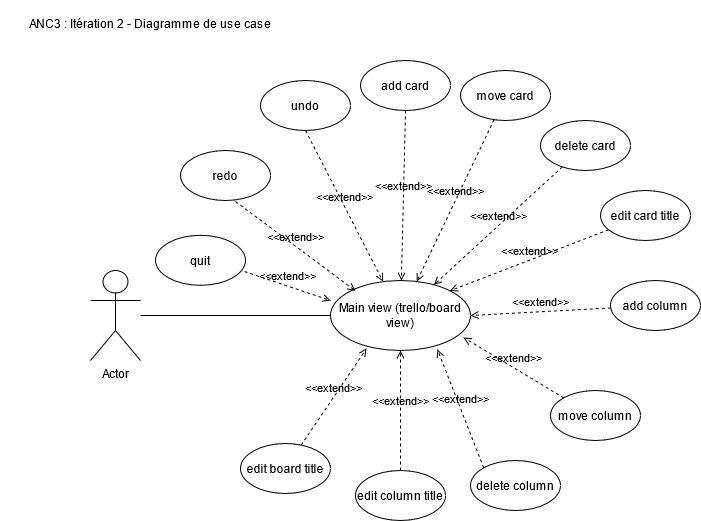 ANC3 : Itération 2 - Diagramme de use case
add card
undo
move card
delete card
redo
<<extend>>
<<extend>>
<<extend>>
edit card title
<<extend>>
<<extend>>
<<extend>>
quit
<<extend>>
Main view (trello/board
view)
<<extend>>
add column
Actor
<<extend>>
<<extend>>
<<extend>>
<<extend>>
move column
edit board title
delete column
edit column title